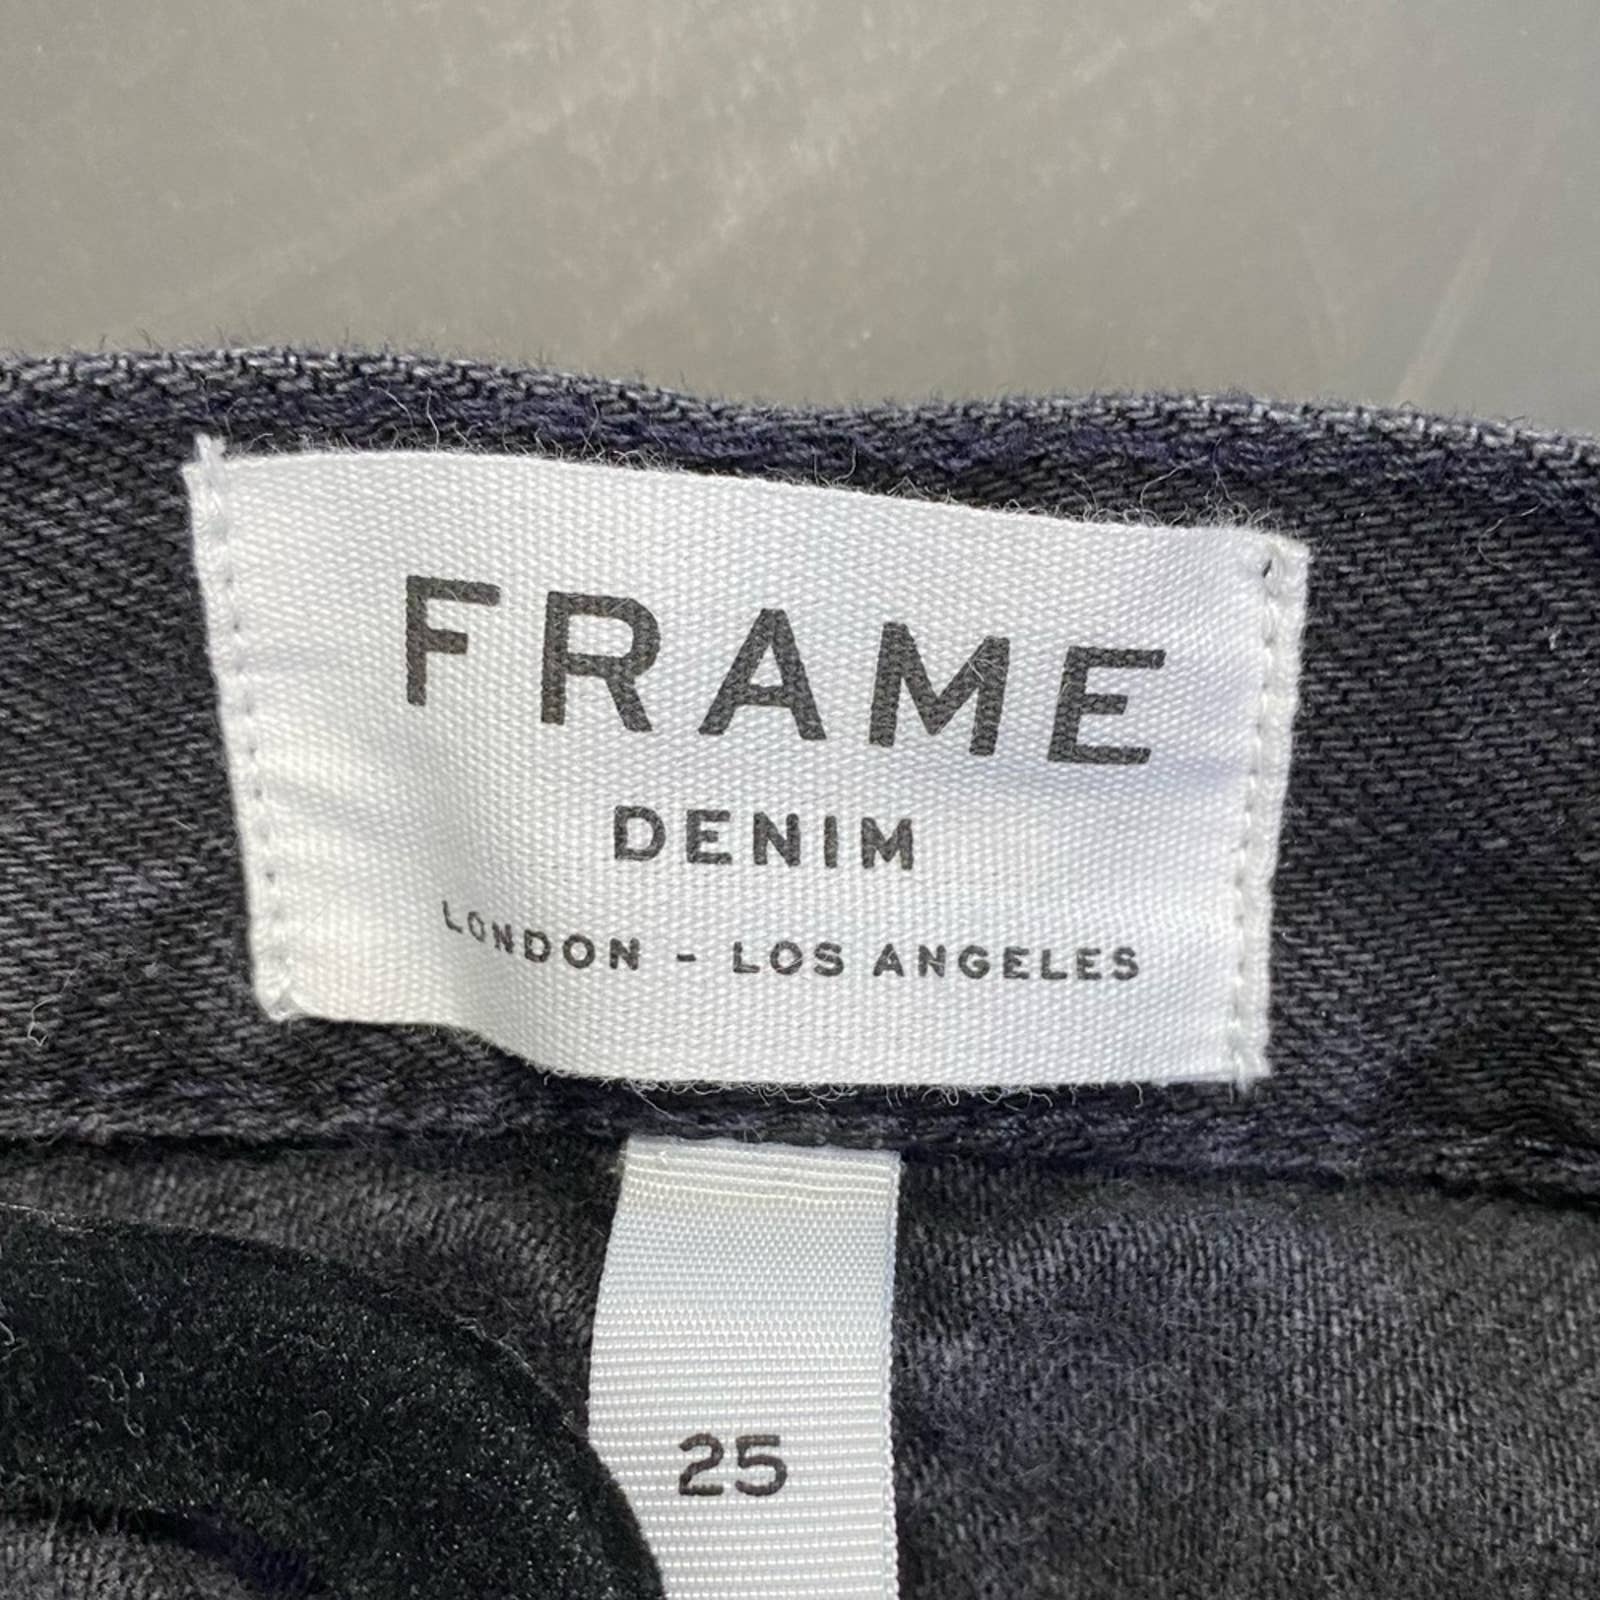 FRAME
DENIM
LONDON - LOS ANGELES
25